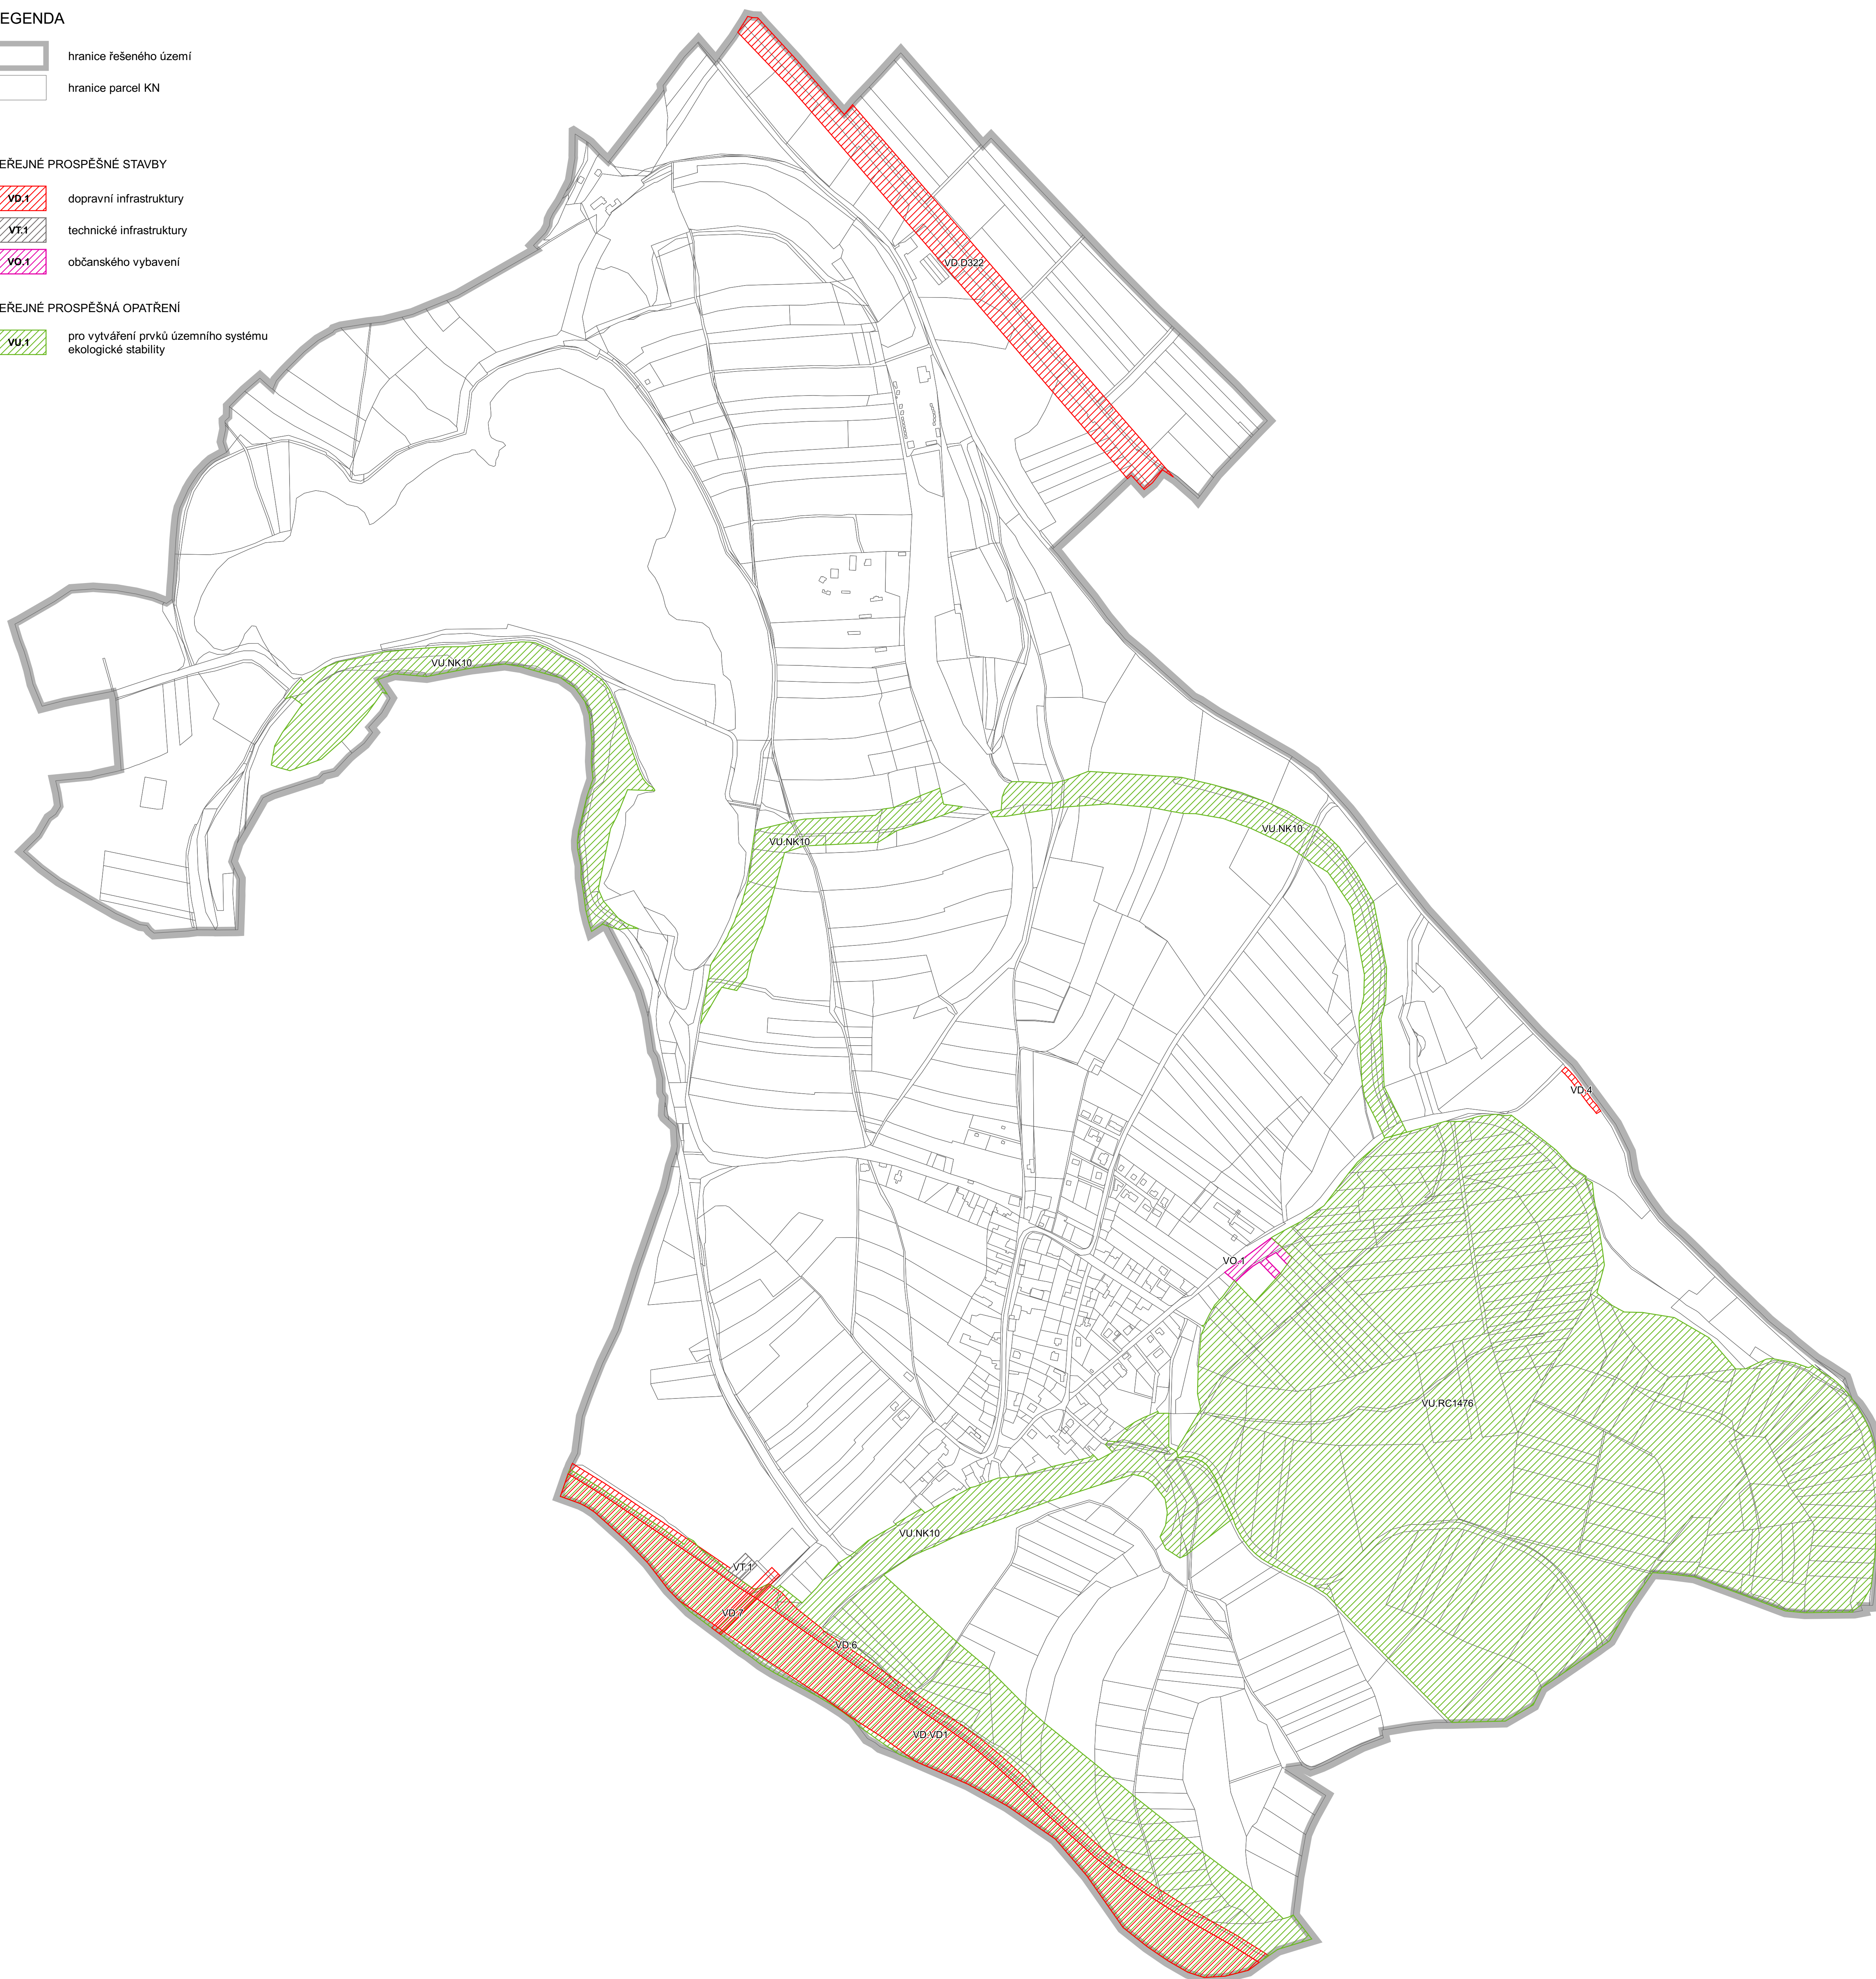 EGENDA
hranice řešeného území
hranice parcel KN
EŘEJNÉ PROSPĚŠNÉ STAVBY
VD.1 dopravní infrastruktury
VT.1 technické infrastruktury
VO.1 občanského vybavení
EŘEJNÉ PROSPĚŠNÁ OPATŘENÍ
VU.1 pro vytváření prvků územního systému
ekologické stability
VD.D322
VU.NK10
VU.NK10
VU.NK10
VD.4
VO.1
VU.RC1476
VU.NK10
VT.1
VD.7
VD.6
VD.VD1